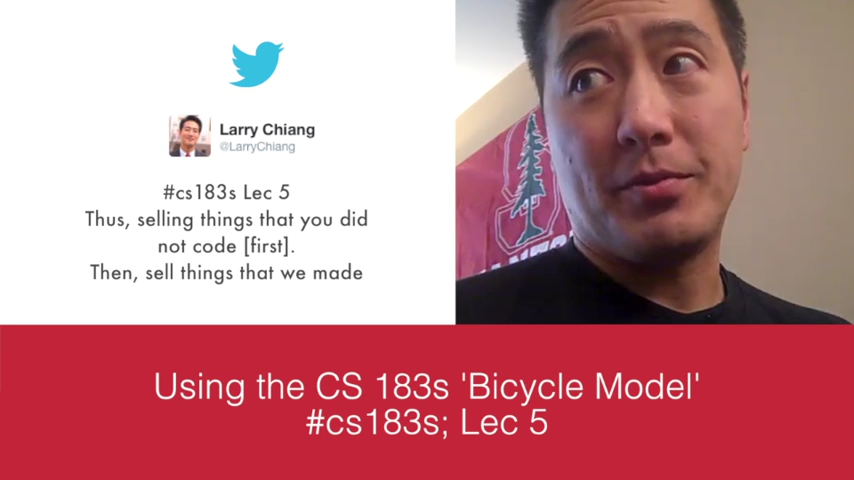 Larry Chiang
@LarryChiang
#cs183s Lec 5
Thus, selling things that you did
not code [first].
Then, sell things that we made
Using the CS 183s 'Bicycle Model'
#cs183s; Lec 5